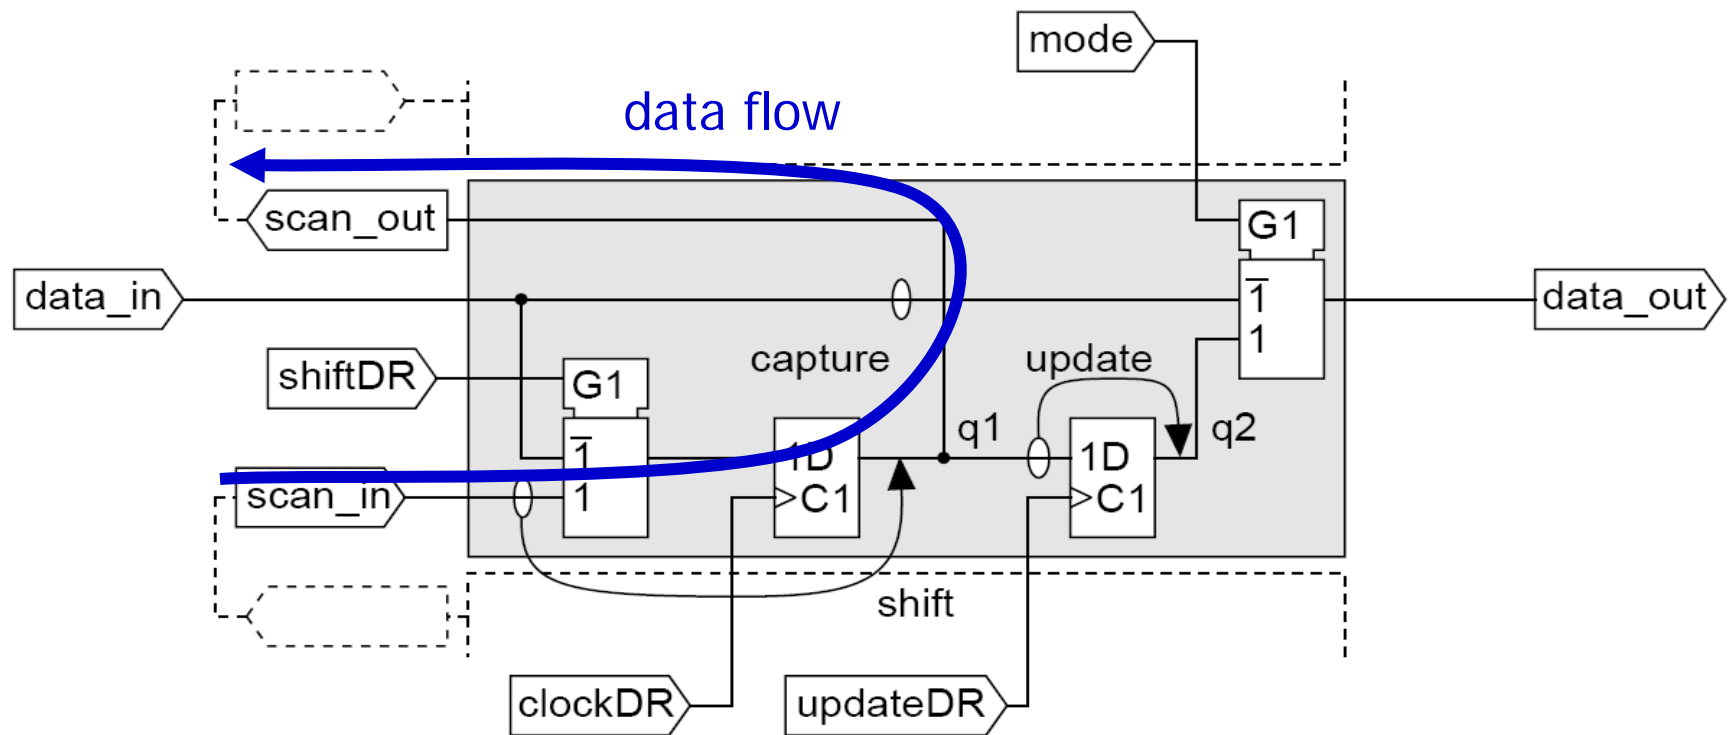 mode
data flow
scan_out
G1
data_in
1
data_out
1
capture
update
shiftDR
G1
q1
q2
1
1D
1D
scan_in
1
C1
C1
shift
clockDR
updateDR